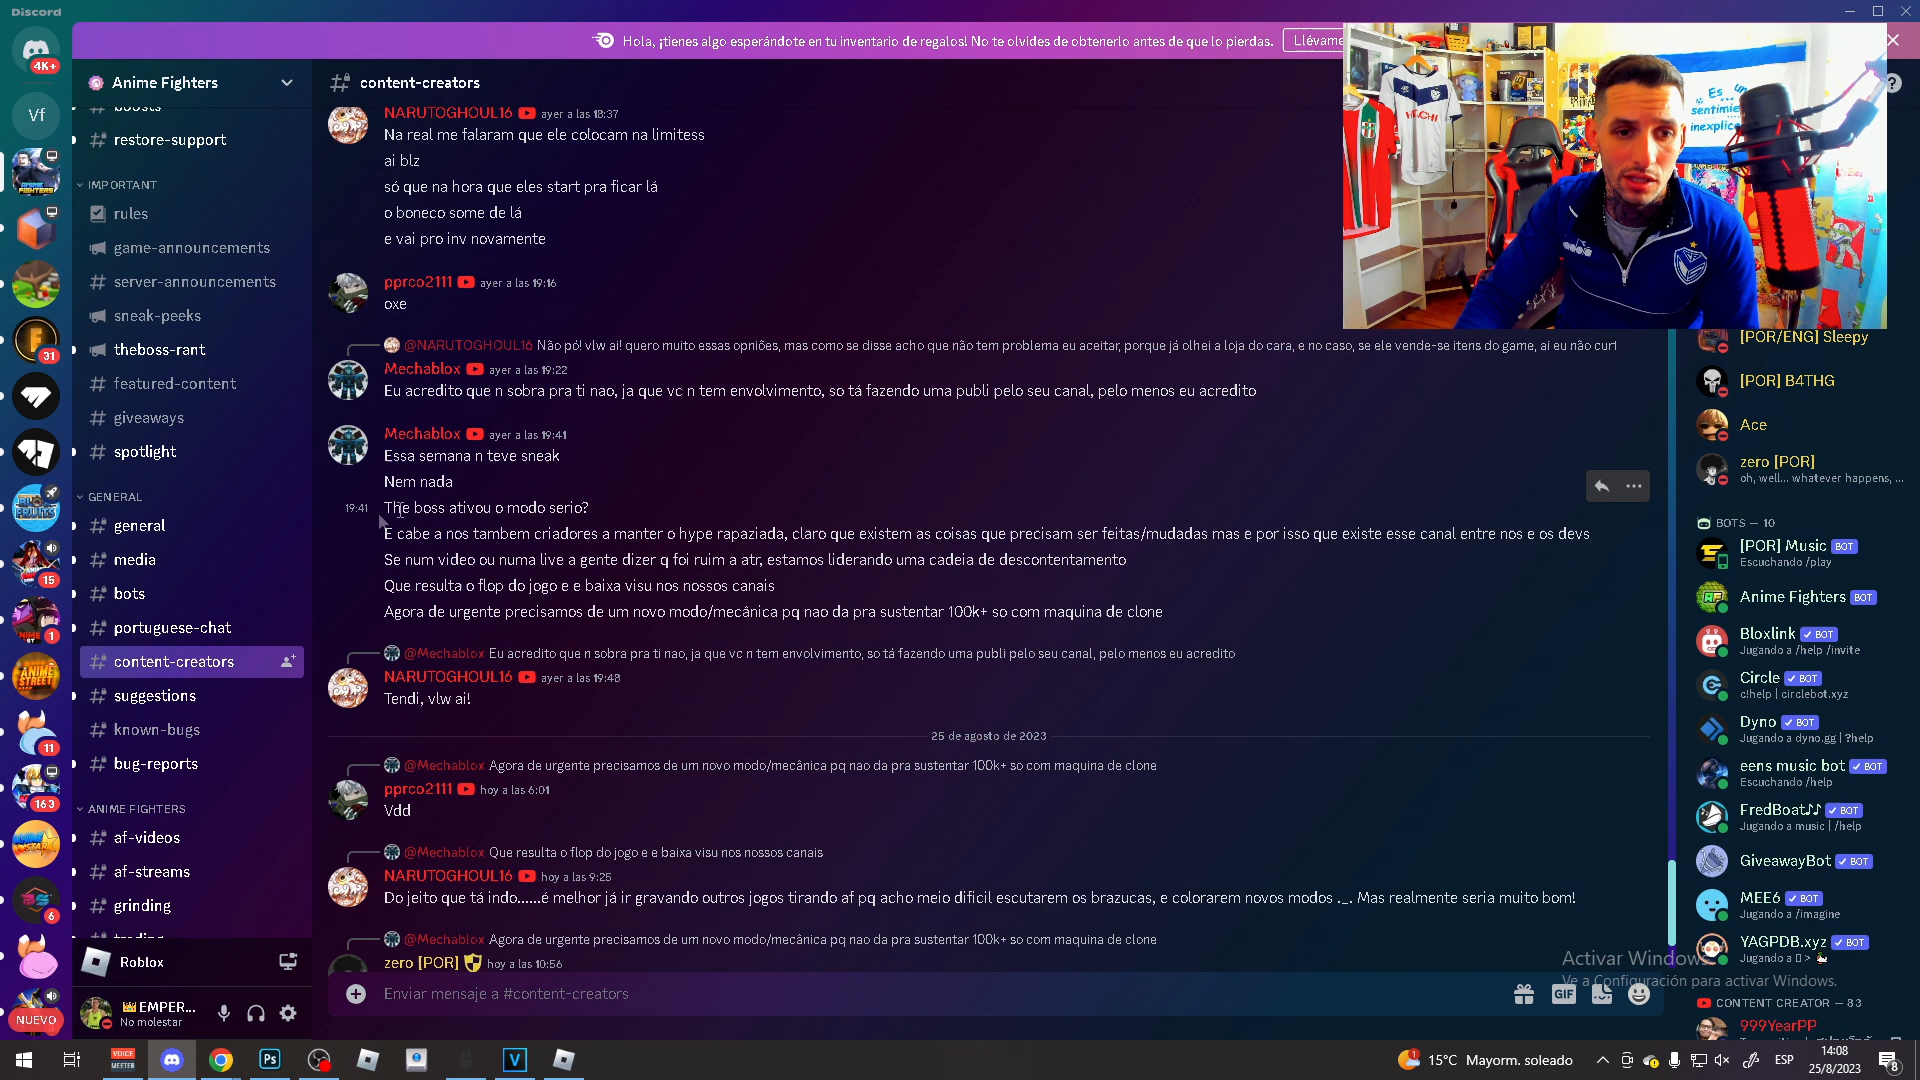 Discord
Hola, ¡tienes algo esperándote en tu inventario de regalos! No te olvides de obtenerlo antes de que lo pierdas.
Llévame
4K+
Vf
31
15
1
11
163
6
NUEVO
Anime Fighters
boosts
restore-support
IMPORTANT
rules
game-announcements
server-announcements
sneak-peeks
theboss-rant
featured-content
giveaways
spotlight
GENERAL
general
media
bots
portuguese-chat
content-creators
suggestions
known-bugs
bug-reports
ANIME FIGHTERS
af-videos
af-streams
grinding
trading
Roblox
EMPER...
No molestar
content-creators
NARUTOGHOUL16 ayer a las 18:37
Na real me falaram que ele colocam na limitess
ai blz
só que na hora que eles start pra ficar lá
o boneco some de lá
e vai pro inv novamente
pprco2111 ayer a las 19:16
oxe
@NARUTOGHOUL16 Não pó! vlw ai! quero muito essas opniões, mas como se disse acho que não tem problema eu aceitar, porque já olhei a loja do cara, e no caso, se ele vende-se itens do game, ai eu não curt
Mechablox ayer a las 19:22
Eu acredito que n sobra pra ti nao, ja que vc n tem envolvimento, so tá fazendo uma publi pelo seu canal, pelo menos eu acredito
Mechablox ayer a las 19:41
Essa semana n teve sneak
Nem nada
19:41 The boss ativou o modo serio?
E cabe a nos tambem criadores a manter o hype rapaziada, claro que existem as coisas que precisam ser feitas/mudadas mas e por isso que existe esse canal entre nos e os devs
Se num video ou numa live a gente dizer q foi ruim a atr, estamos liderando uma cadeia de descontentamento
Que resulta o flop do jogo e e baixa visu nos nossos canais
Agora de urgente precisamos de um novo modo/mecânica pq nao da pra sustentar 100k+ so com maquina de clone
@Mechablox Eu acredito que n sobra pra ti nao, ja que vc n tem envolvimento, so tá fazendo uma publi pelo seu canal, pelo menos eu acredito
NARUTOGHOUL16 ayer a las 19:48
Tendi, vlw ai!
25 de agosto de 2023
@Mechablox Agora de urgente precisamos de um novo modo/mecânica pq nao da pra sustentar 100k+ so com maquina de clone
pprco2111 hoy a las 6:01
Vdd
@Mechablox Que resulta o flop do jogo e e baixa visu nos nossos canais
NARUTOGHOUL16 hoy a las 9:25
Do jeito que tá indo......é melhor já ir gravando outros jogos tirando af pq acho meio dificil escutarem os brazucas, e colorarem novos modos ._. Mas realmente seria muito bom!
@Mechablox Agora de urgente precisamos de um novo modo/mecânica pq nao da pra sustentar 100k+ so com maquina de clone
zero [POR] hoy a las 10:56
Enviar mensaje a #content-creators
GIF
Es un
sentimiento
inexplicable
HITACHI
[POR/ENG] Sleepy
[POR] B4THG
Ace
zero [POR]
oh, well... whatever happens, ...
BOTS — 10
[POR] Music BOT
Escuchando /play
Anime Fighters BOT
Bloxlink BOT
Jugando a /help /invite
Circle BOT
c!help | circlebot.xyz
Dyno BOT
Jugando a dyno.gg | ?help
eens music bot BOT
Escuchando /help
FredBoat♪♪ BOT
Jugando a music | /help
GiveawayBot BOT
MEE6 BOT
Jugando a /imagine
YAGPDB.xyz BOT
CONTENT CREATOR — 83
999YearPP
Activar Windows
Ve a Configuración para activar Windows.
VOICE MEETER
Ps
V
15°C Mayorm. soleado
ESP
14:08
25/8/2023
8